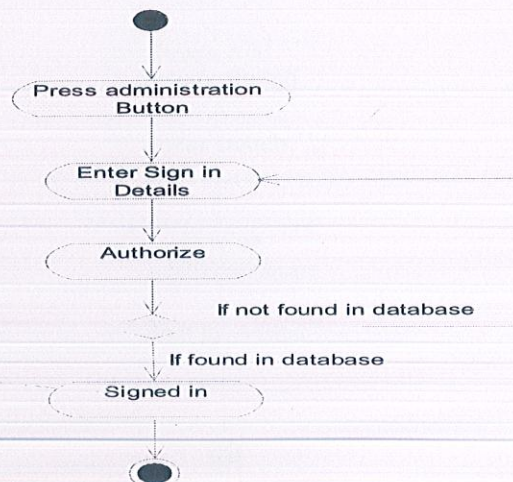 Press administration
Button
Enter Sign in
Details
Authorize
If not found in database
If found in database
Signed in